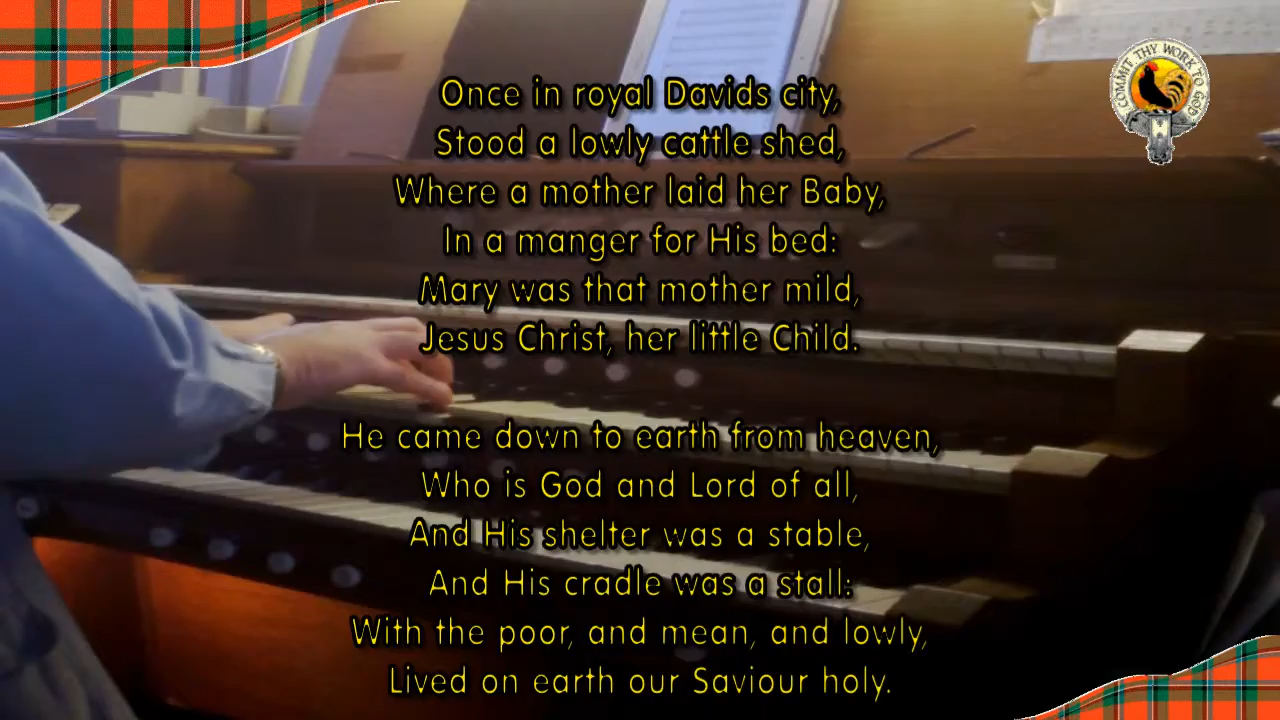 COMMIT THY WORK TO GOD
Once in royal Davids city,
Stood a lowly cattle shed,
Where a mother laid her Baby,
In a manger for His bed:
Mary was that mother mild,
Jesus Christ, her little Child.
He came down to earth from heaven,
Who is God and Lord of all,
And His shelter was a stable,
And His cradle was a stall:
With the poor, and mean, and lowly,
Lived on earth our Saviour holy.